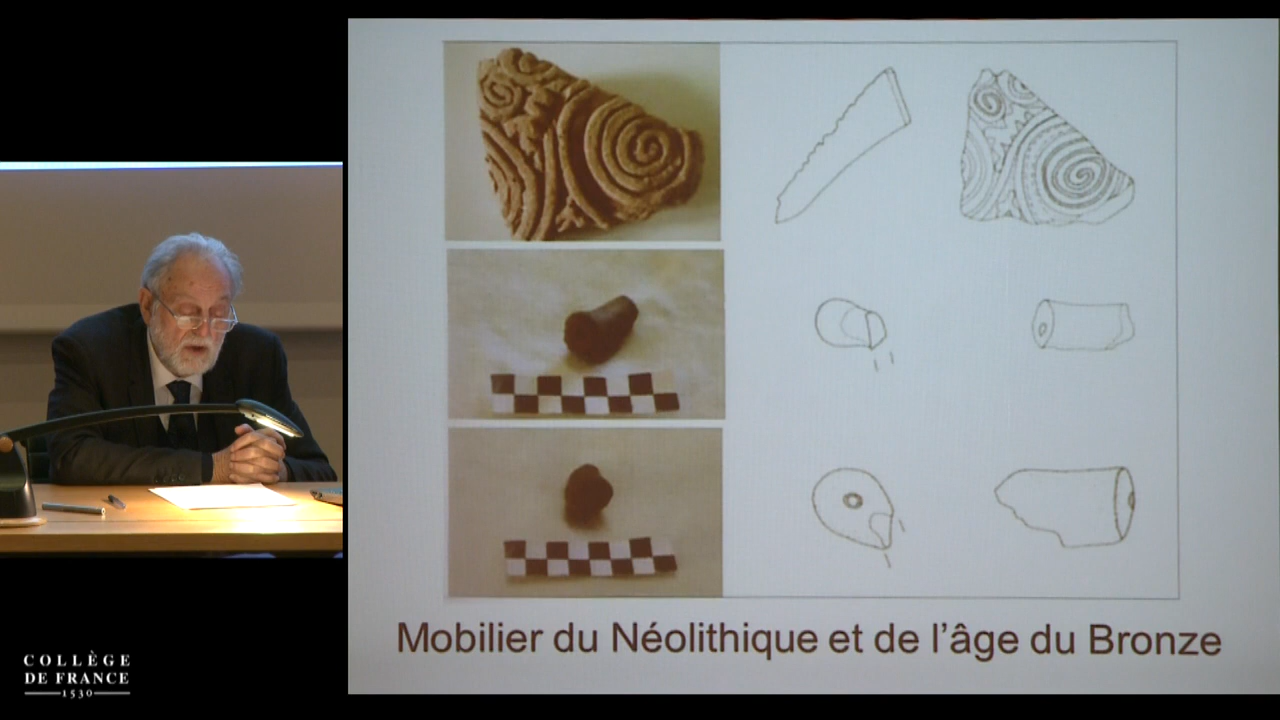 Mobilier du Néolithique et de l'âge du Bronze
COLLÈGE
DE FRANCE
1530